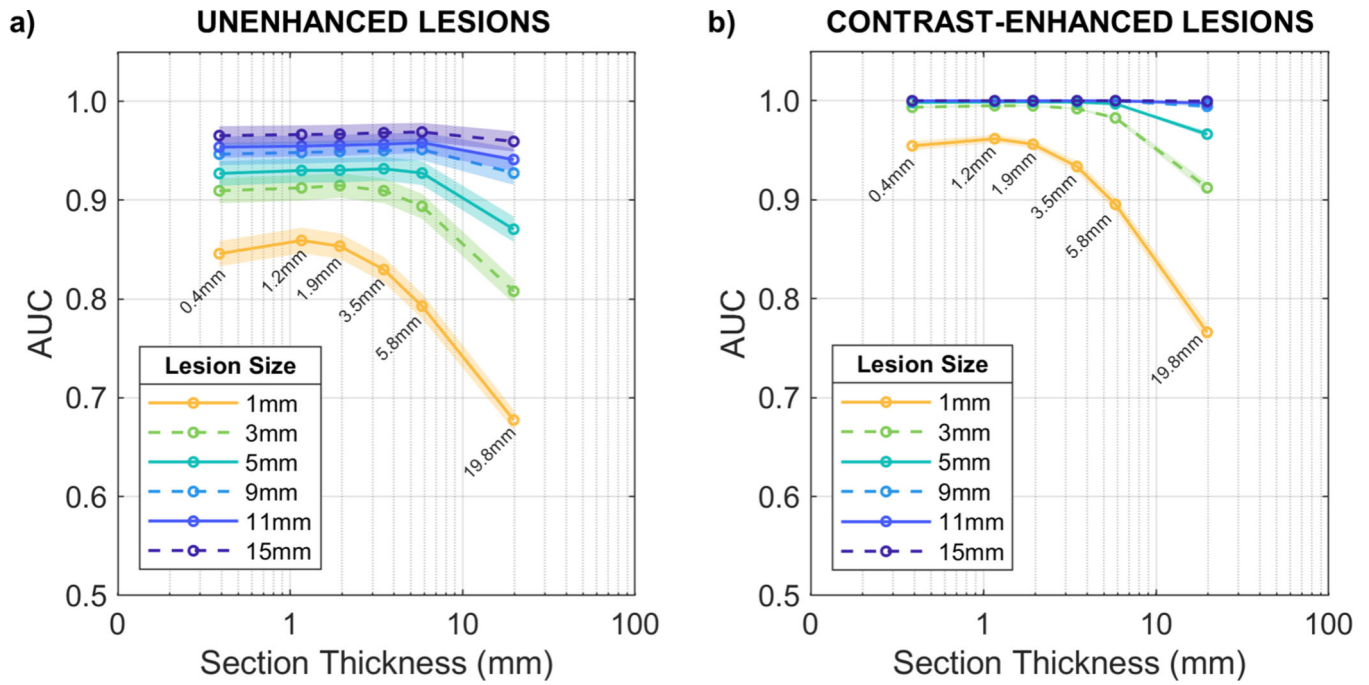 a)
UNENHANCED LESIONS
AUC
1.0
0.9
0.8
0.7
0.6
0.5
0.4mm
1.2mm
1.9mm
3.5mm
5.8mm
19.8mm
Lesion Size
1mm
3mm
5mm
9mm
11mm
15mm
0
1
10
100
Section Thickness (mm)
b)
CONTRAST-ENHANCED LESIONS
AUC
1.0
0.9
0.8
0.7
0.6
0.5
0.4mm
1.2mm
1.9mm
3.5mm
5.8mm
19.8mm
Lesion Size
1mm
3mm
5mm
9mm
11mm
15mm
0
1
10
100
Section Thickness (mm)